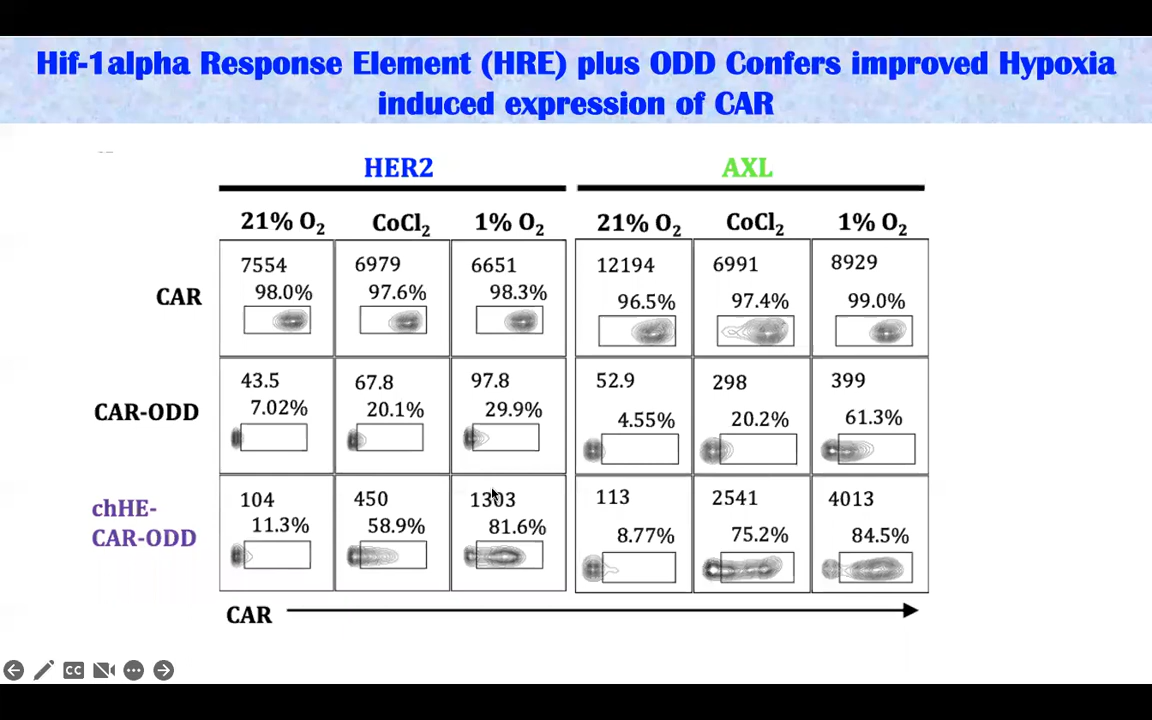 Hif-1alpha Response Element (HRE) plus ODD Confers improved Hypoxia
induced expression of CAR
HER2 AXL
21% O₂ CoCl₂ 1% O₂ 21% O₂ CoCl₂ 1% O₂
CAR
7554 6979 6651 12194 6991 8929
98.0% 97.6% 98.3% 96.5% 97.4% 99.0%
CAR-ODD
43.5 67.8 97.8 52.9 298 399
7.02% 20.1% 29.9% 4.55% 20.2% 61.3%
chHE-
CAR-ODD
104 450 1303 113 2541 4013
11.3% 58.9% 81.6% 8.77% 75.2% 84.5%
CAR
CC